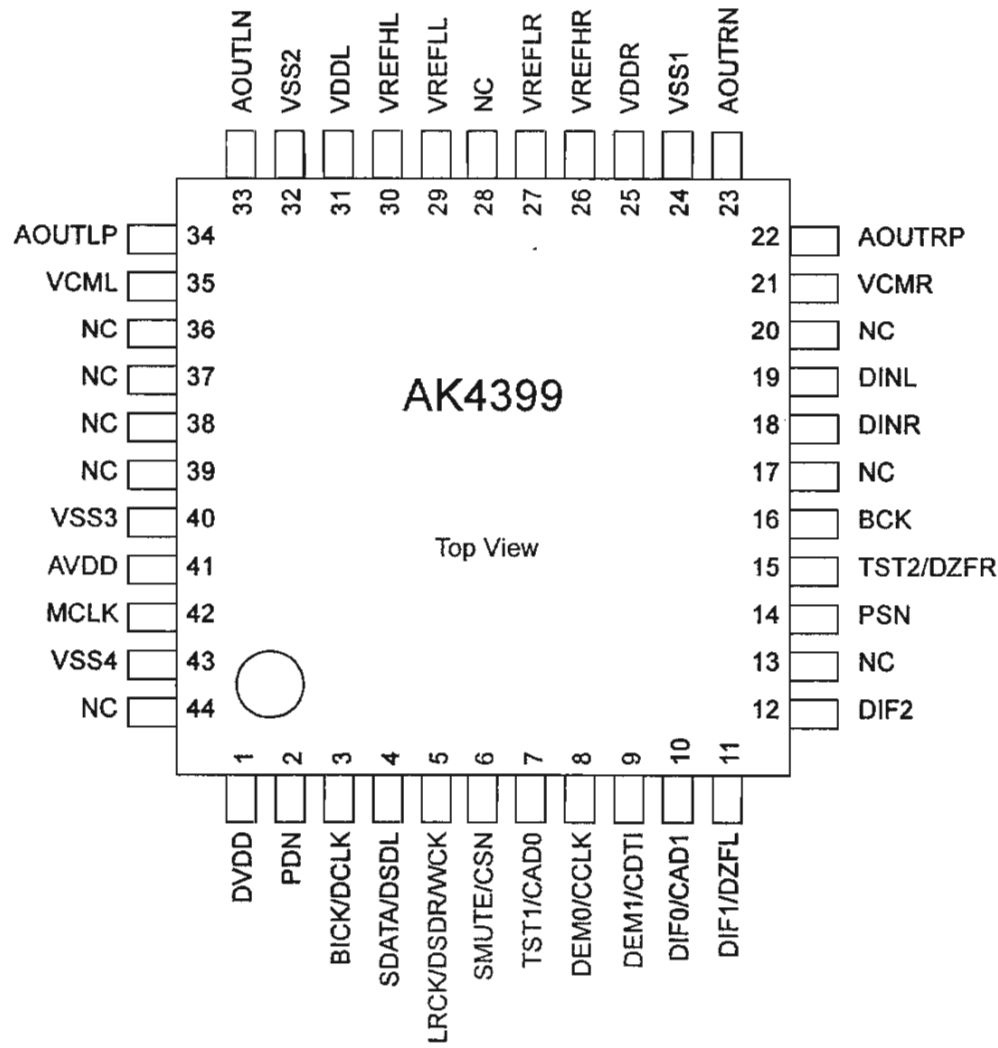 AOUTLN
VSS2
VDDL
VREFHL
VREFLL
NC
VREFLR
VREFHR
VDDR
VSS1
AOUTRN
33
32
31
30
29
28
27
26
25
24
23
AOUTLP 34
VCML 35
NC 36
NC 37
NC 38
NC 39
VSS3 40
AVDD 41
MCLK 42
VSS4 43
NC 44
AK4399
Top View
22 AOUTRP
21 VCMR
20 NC
19 DINL
18 DINR
17 NC
16 BCK
15 TST2/DZFR
14 PSN
13 NC
12 DIF2
1
2
3
4
5
6
7
8
9
10
11
DVDD
PDN
BICK/DCLK
SDATA/DSDL
LRCK/DSDR/WCK
SMUTE/CSN
TST1/CAD0
DEM0/CCLK
DEM1/CDTI
DIF0/CAD1
DIF1/DZFL